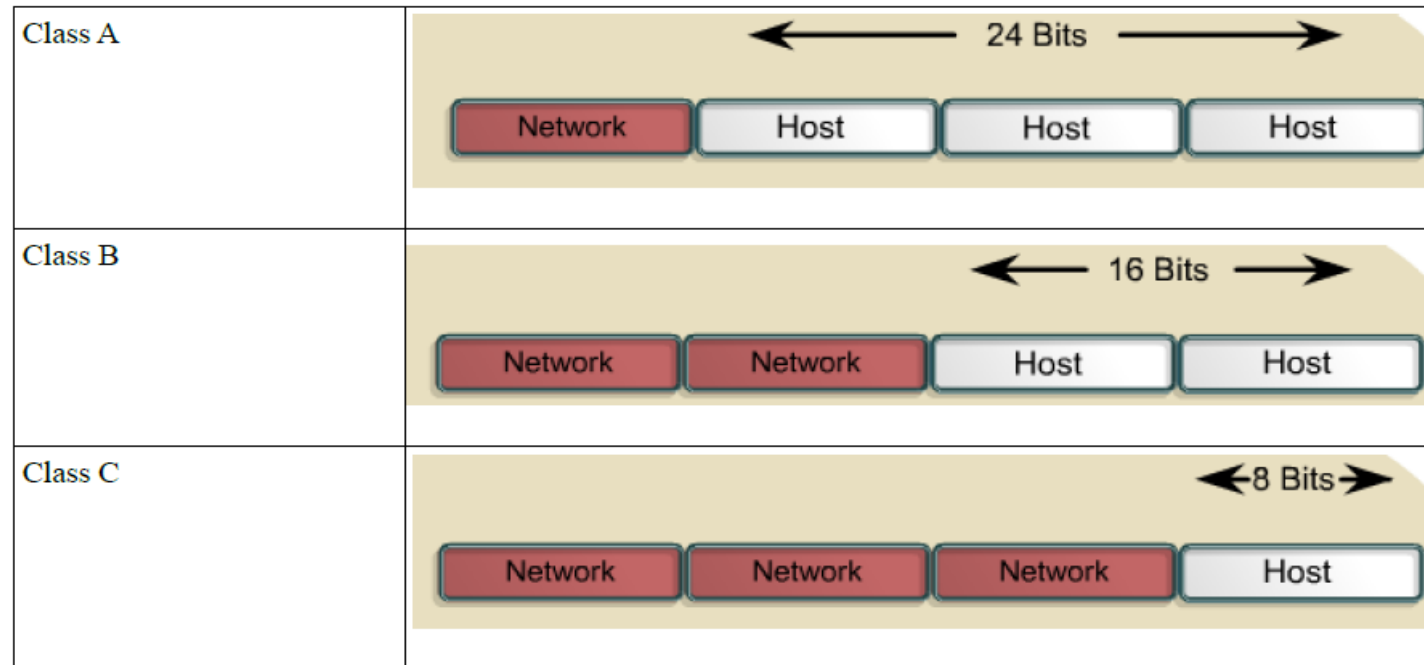 Class A
24 Bits
Network Host Host Host
Class B
16 Bits
Network Network Host Host
Class C
8 Bits
Network Network Network Host